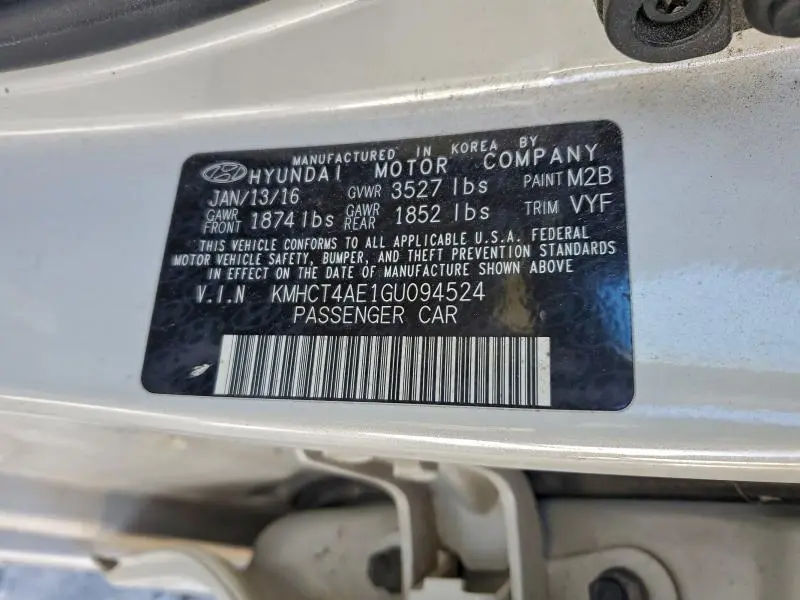 MANUFACTURED IN KOREA BY
HYUNDAI MOTOR COMPANY
JAN/13/16 GVWR 3527 lbs PAINT M2B
GAWR FRONT 1874 lbs GAWR REAR 1852 lbs TRIM VYF
THIS VEHICLE CONFORMS TO ALL APPLICABLE U.S.A. FEDERAL
MOTOR VEHICLE SAFETY, BUMPER, AND THEFT PREVENTION STANDARDS
IN EFFECT ON THE DATE OF MANUFACTURE SHOWN ABOVE
V.I.N KMHCT4AE1GU094524
PASSENGER CAR